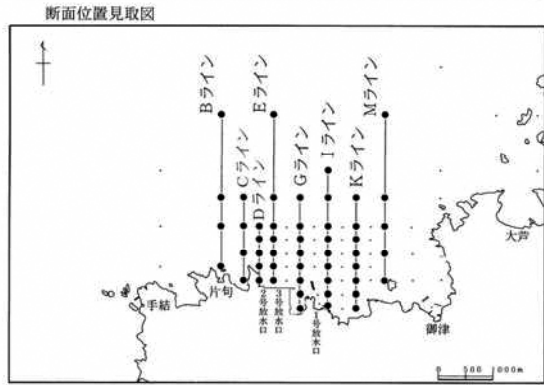 断面位置見取図
Bライン
Cライン
Dライン
Eライン
Gライン
Iライン
Kライン
Mライン
大芦
手結
片句
2号放水口
3号放水口
1号放水口
御津
0 500 1000m